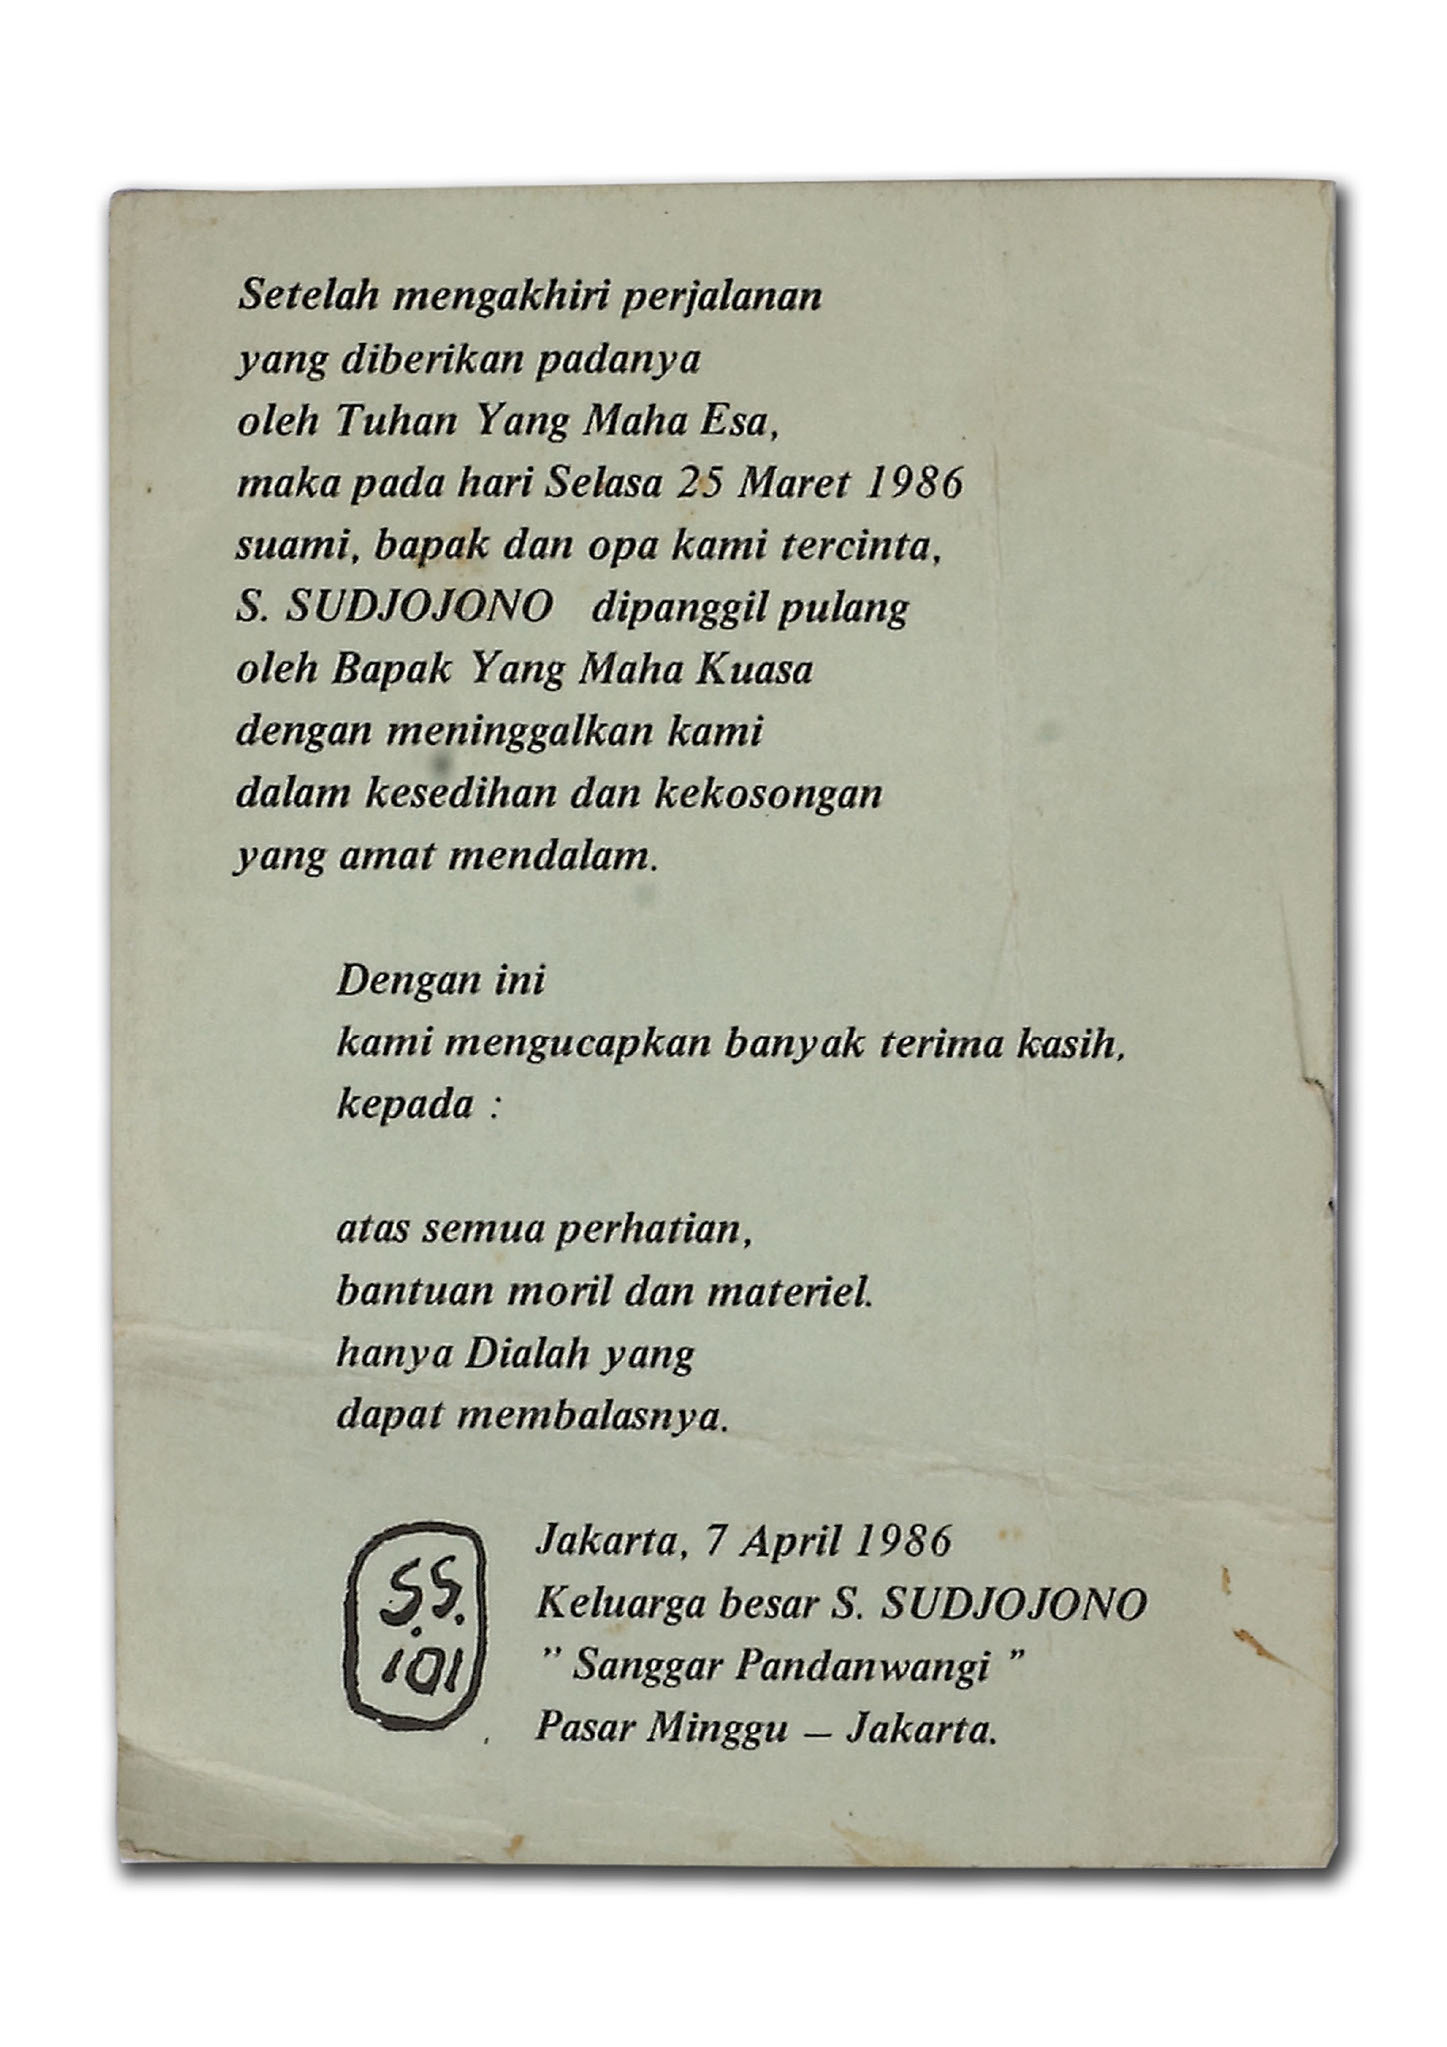 Setelah mengakhiri perjalanan
yang diberikan padanya
oleh Tuhan Yang Maha Esa,
maka pada hari Selasa 25 Maret 1986
suami, bapak dan opa kami tercinta,
S. SUDJOJONO dipanggil pulang
oleh Bapak Yang Maha Kuasa
dengan meninggalkan kami
dalam kesedihan dan kekosongan
yang amat mendalam.
Dengan ini
kami mengucapkan banyak terima kasih,
kepada :
atas semua perhatian,
bantuan moril dan materiel.
hanya Dialah yang
dapat membalasnya.
S.S.
101
Jakarta, 7 April 1986
Keluarga besar S. SUDJOJONO
” Sanggar Pandanwangi ”
Pasar Minggu — Jakarta.